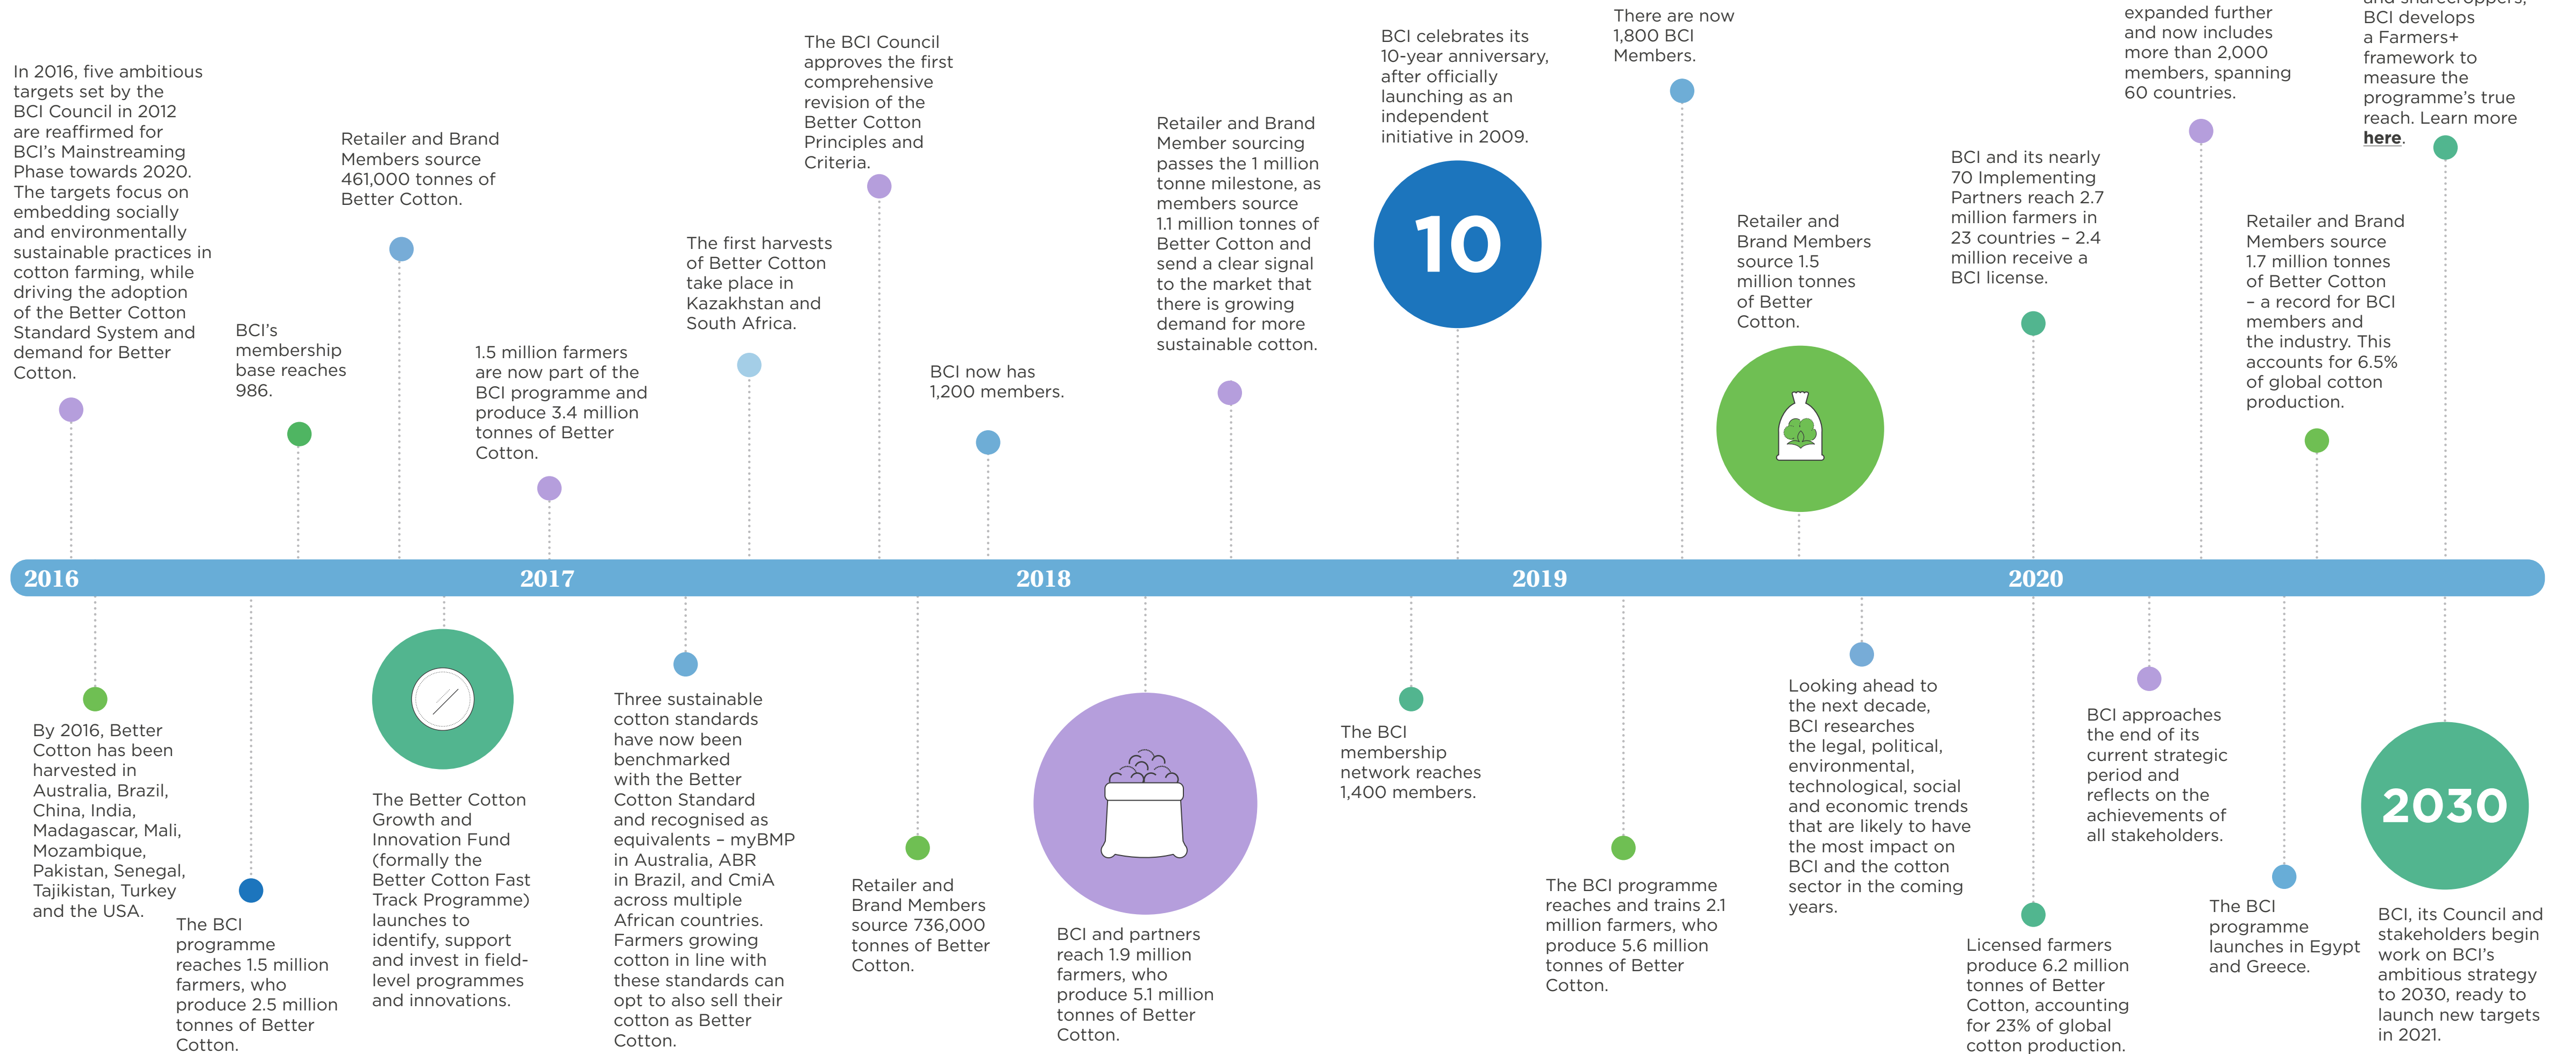 In 2016, five ambitious
targets set by the
BCI Council in 2012
are reaffirmed for
BCI's Mainstreaming
Phase towards 2020.
The targets focus on
embedding socially
and environmentally
sustainable practices in
cotton farming, while
driving the adoption
of the Better Cotton
Standard System and
demand for Better
Cotton.
BCI's
membership
base reaches
986.
Retailer and Brand
Members source
461,000 tonnes of
Better Cotton.
1.5 million farmers
are now part of the
BCI programme and
produce 3.4 million
tonnes of Better
Cotton.
The first harvests
of Better Cotton
take place in
Kazakhstan and
South Africa.
The BCI Council
approves the first
comprehensive
revision of the
Better Cotton
Principles and
Criteria.
BCI now has
1,200 members.
Retailer and Brand
Member sourcing
passes the 1 million
tonne milestone, as
members source
1.1 million tonnes of
Better Cotton and
send a clear signal
to the market that
there is growing
demand for more
sustainable cotton.
BCI celebrates its
10-year anniversary,
after officially
launching as an
independent
initiative in 2009.
10
There are now
1,800 BCI
Members.
Retailer and
Brand Members
source 1.5
million tonnes
of Better
Cotton.
BCI and its nearly
70 Implementing
Partners reach 2.7
million farmers in
23 countries – 2.4
million receive a
BCI license.
expanded further
and now includes
more than 2,000
members, spanning
60 countries.
Retailer and Brand
Members source
1.7 million tonnes
of Better Cotton
– a record for BCI
members and
the industry. This
accounts for 6.5%
of global cotton
production.
and sharecroppers,
BCI develops
a Farmers+
framework to
measure the
programme's true
reach. Learn more
here.
2016
2017
2018
2019
2020
By 2016, Better
Cotton has been
harvested in
Australia, Brazil,
China, India,
Madagascar, Mali,
Mozambique,
Pakistan, Senegal,
Tajikistan, Turkey
and the USA.
The BCI
programme
reaches 1.5 million
farmers, who
produce 2.5 million
tonnes of Better
Cotton.
The Better Cotton
Growth and
Innovation Fund
(formally the
Better Cotton Fast
Track Programme)
launches to
identify, support
and invest in field-
level programmes
and innovations.
Three sustainable
cotton standards
have now been
benchmarked
with the Better
Cotton Standard
and recognised as
equivalents – myBMP
in Australia, ABR
in Brazil, and CmiA
across multiple
African countries.
Farmers growing
cotton in line with
these standards can
opt to also sell their
cotton as Better
Cotton.
Retailer and
Brand Members
source 736,000
tonnes of Better
Cotton.
BCI and partners
reach 1.9 million
farmers, who
produce 5.1 million
tonnes of Better
Cotton.
The BCI
membership
network reaches
1,400 members.
The BCI programme
reaches and trains 2.1
million farmers, who
produce 5.6 million
tonnes of Better
Cotton.
Looking ahead to
the next decade,
BCI researches
the legal, political,
environmental,
technological, social
and economic trends
that are likely to have
the most impact on
BCI and the cotton
sector in the coming
years.
Licensed farmers
produce 6.2 million
tonnes of Better
Cotton, accounting
for 23% of global
cotton production.
BCI approaches
the end of its
current strategic
period and
reflects on the
achievements of
all stakeholders.
The BCI
programme
launches in Egypt
and Greece.
2030
BCI, its Council and
stakeholders begin
work on BCI's
ambitious strategy
to 2030, ready to
launch new targets
in 2021.